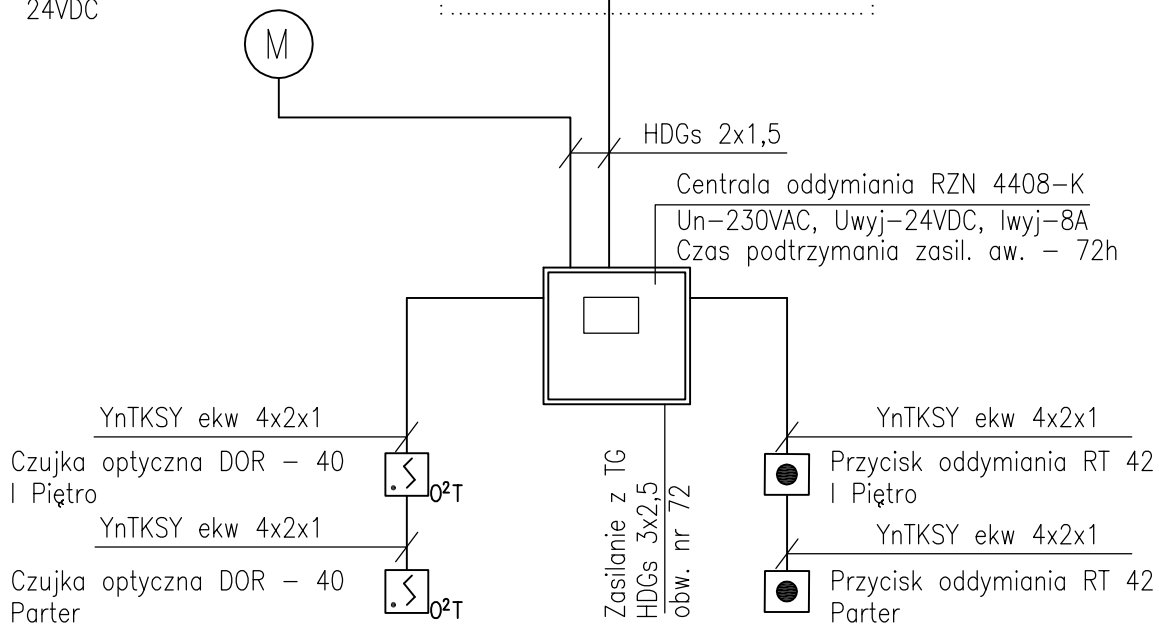 24VDC
M
HDGs 2x1,5
Centrala oddymiania RZN 4408-K
Un-230VAC, Uwyj-24VDC, Iwyj-8A
Czas podtrzymania zasil. aw. - 72h
YnTKSY ekw 4x2x1
Czujka optyczna DOR - 40
I Piętro
O²T
YnTKSY ekw 4x2x1
Czujka optyczna DOR - 40
Parter
O²T
Zasilanie z TG
HDGs 3x2,5
obw. nr 72
YnTKSY ekw 4x2x1
Przycisk oddymiania RT 42
I Piętro
YnTKSY ekw 4x2x1
Przycisk oddymiania RT 42
Parter